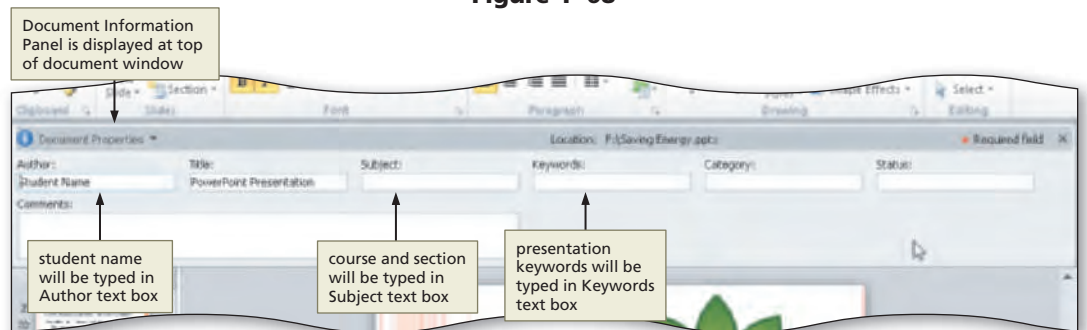 Document Information
Panel is displayed at top
of document window
Slide Section
Clipboard Slides Font Paragraph Drawing Editing
Effects Select
Document Properties Location: F:\Saving Energy.pptx Required field
Author: Title: Subject: Keywords: Category: Status:
Student Name PowerPoint Presentation
Comments:
student name
will be typed in
Author text box
course and section
will be typed in
Subject text box
presentation
keywords will be
typed in Keywords
text box